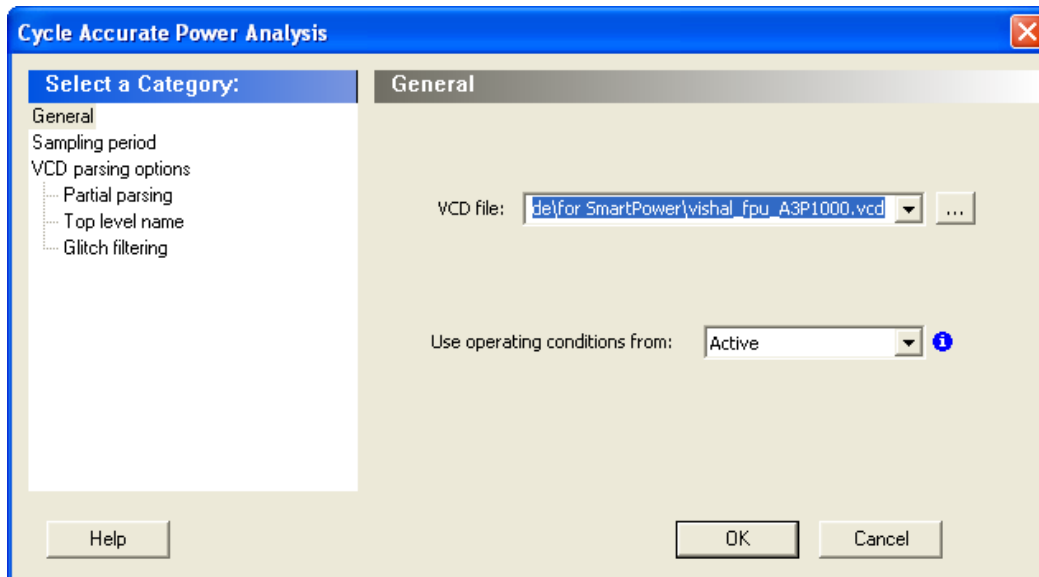 Cycle Accurate Power Analysis
Select a Category:
General
Sampling period
VCD parsing options
Partial parsing
Top level name
Glitch filtering
General
VCD file: de\for SmartPower\vishal_fpu_A3P1000.vcd ...
Use operating conditions from: Active
Help
OK
Cancel